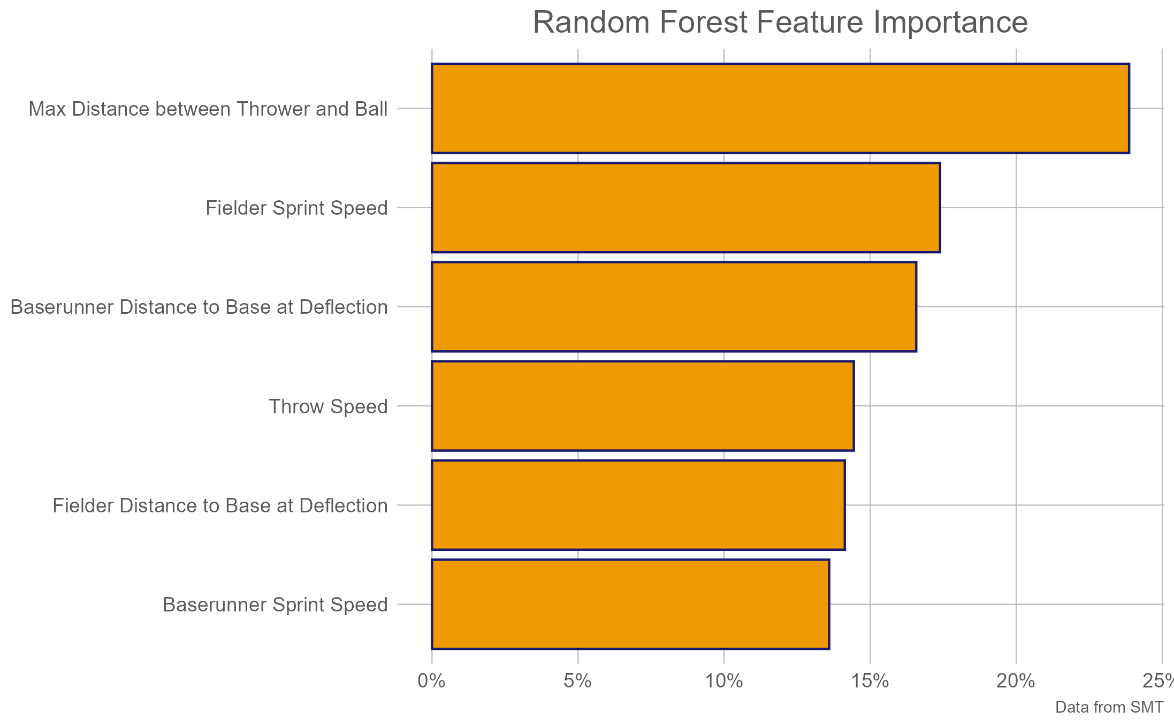 Random Forest Feature Importance
Max Distance between Thrower and Ball
Fielder Sprint Speed
Baserunner Distance to Base at Deflection
Throw Speed
Fielder Distance to Base at Deflection
Baserunner Sprint Speed
0% 5% 10% 15% 20% 25%
Data from SMT